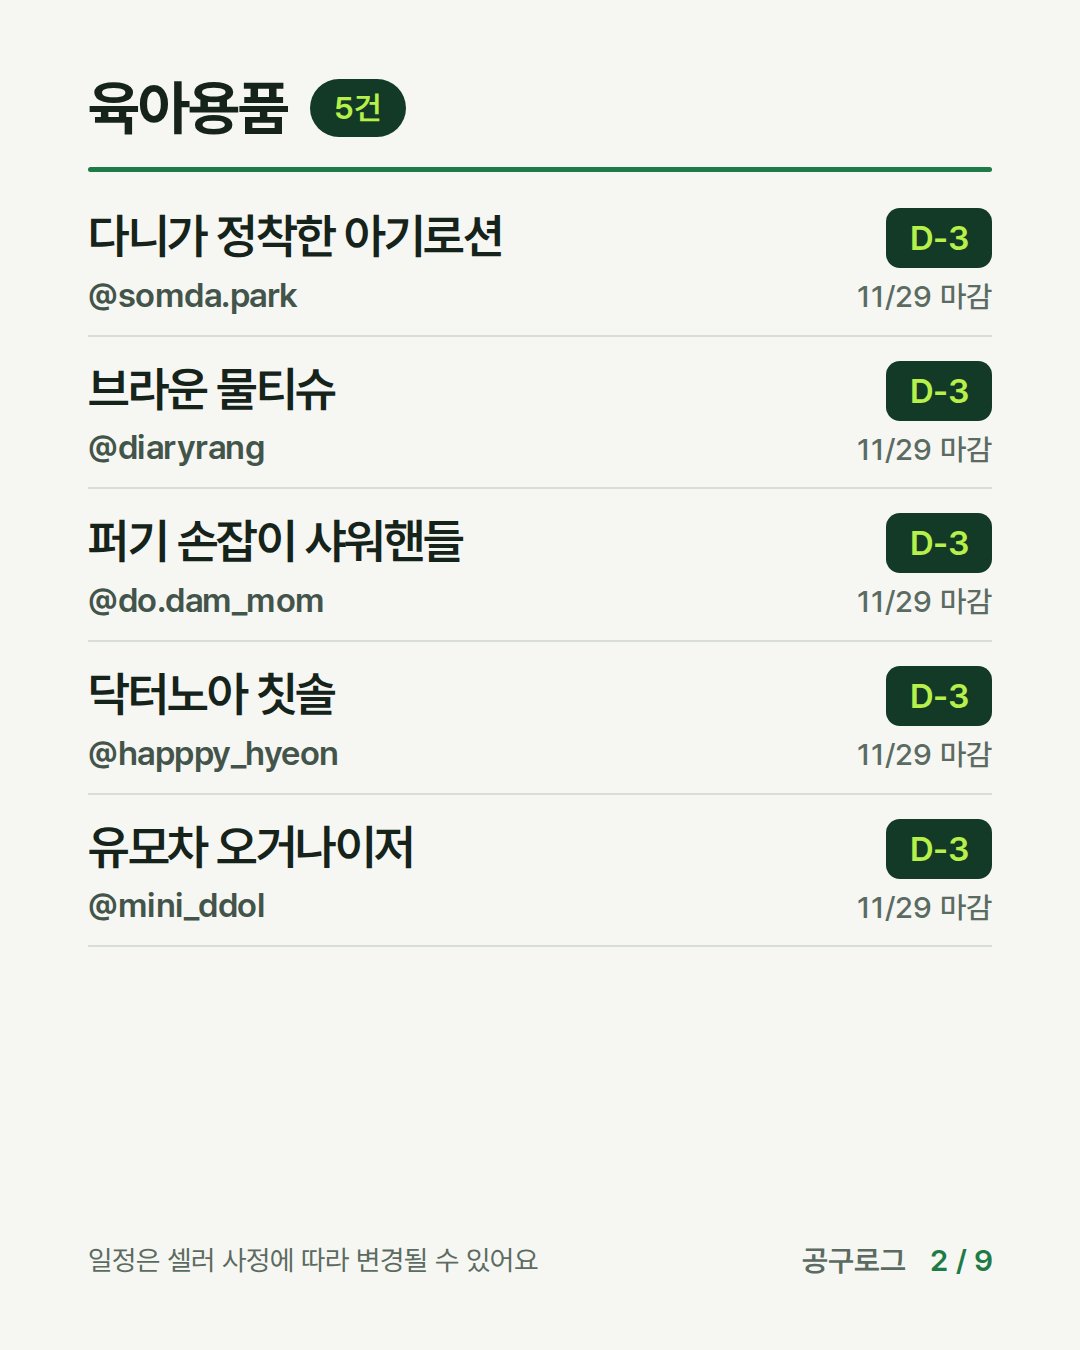 육아용품 5건
다니가 정착한 아기로션 D-3
@somda.park 11/29 마감
브라운 물티슈 D-3
@diaryrang 11/29 마감
퍼기 손잡이 샤워핸들 D-3
@do.dam_mom 11/29 마감
닥터노아 칫솔 D-3
@happpy_hyeon 11/29 마감
유모차 오거나이저 D-3
@mini_ddol 11/29 마감
일정은 셀러 사정에 따라 변경될 수 있어요 공구로그 2 / 9